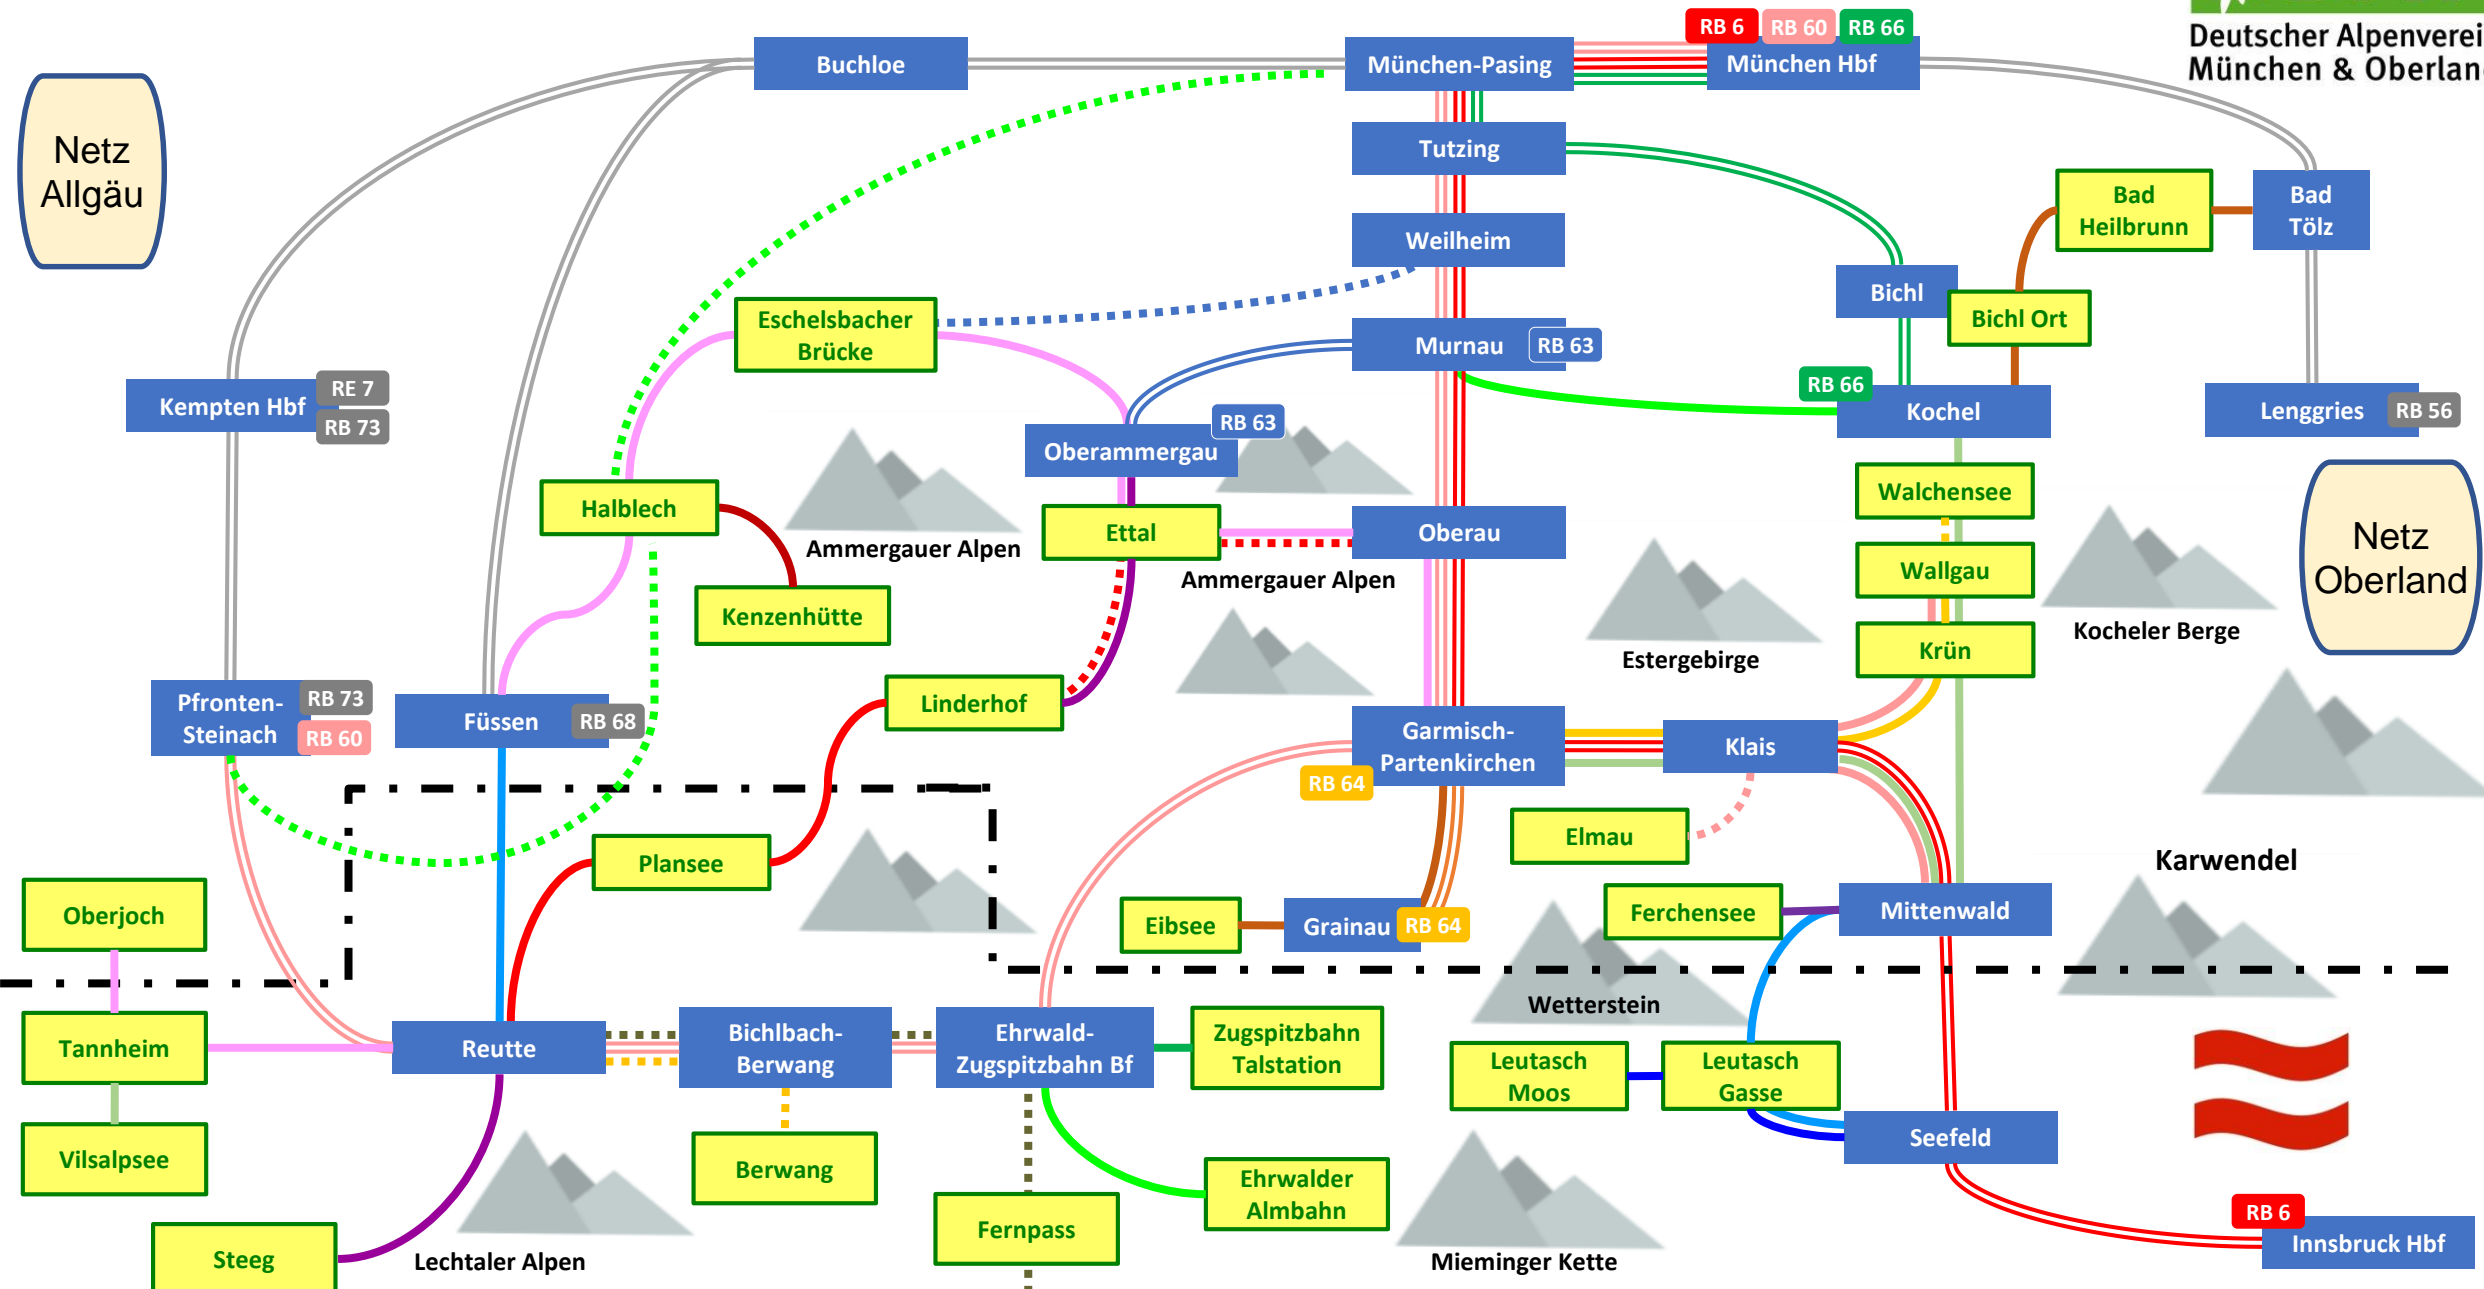 Deutscher Alpenverei
München & Oberlan
RB 6
RB 60
RB 66
Buchloe
München-Pasing
München Hbf
Netz
Allgäu
Tutzing
Bad
Heilbrunn
Bad
Tölz
Weilheim
Bichl
Bichl Ort
Eschelsbacher
Brücke
Murnau
RB 63
Kempten Hbf
RE 7
RB 73
RB 66
Kochel
Lenggries
RB 56
RB 63
Oberammergau
Halblech
Ammergauer Alpen
Ettal
Oberau
Walchensee
Netz
Oberland
Ammergauer Alpen
Wallgau
Kenzenhütte
Kocheler Berge
Estergebirge
Krün
Pfronten-
Steinach
RB 73
RB 60
Füssen
RB 68
Linderhof
Garmisch-
Partenkirchen
RB 64
Klais
Elmau
Plansee
Karwendel
Oberjoch
Eibsee
Grainau
RB 64
Ferchensee
Mittenwald
Wetterstein
Tannheim
Reutte
Bichlbach-
Berwang
Ehrwald-
Zugspitzbahn Bf
Zugspitzbahn
Talstation
Leutasch
Moos
Leutasch
Gasse
Vilsalpsee
Berwang
Seefeld
Ehrwalder
Almbahn
Fernpass
RB 6
Innsbruck Hbf
Steeg
Lechtaler Alpen
Mieminger Kette